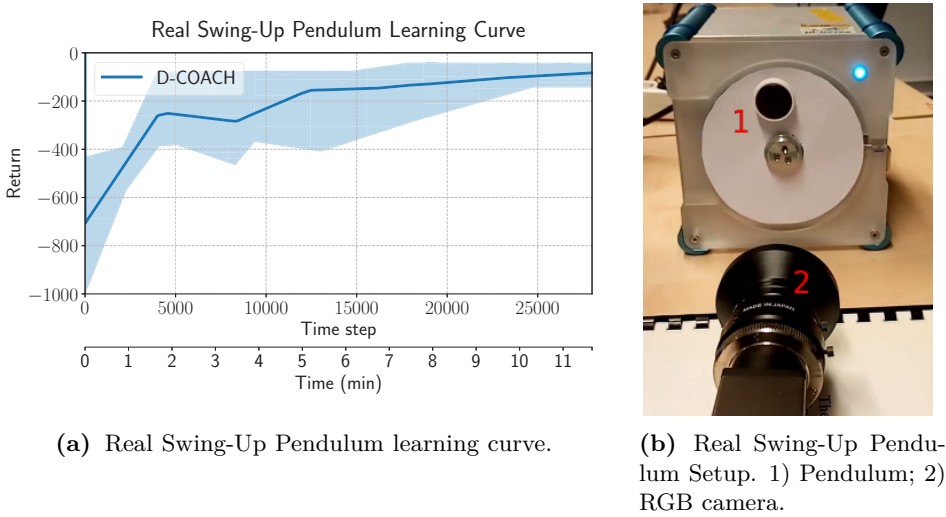 Real Swing-Up Pendulum Learning Curve
D-COACH
0
−200
−400
−600
−800
−1000
Return
0 5000 10000 15000 20000 25000
Time step
0 1 2 3 4 5 6 7 8 9 10 11
Time (min)
(a) Real Swing-Up Pendulum learning curve.
1
2
MADE IN JAPAN
(b) Real Swing-Up Pendu-
lum Setup. 1) Pendulum; 2)
RGB camera.